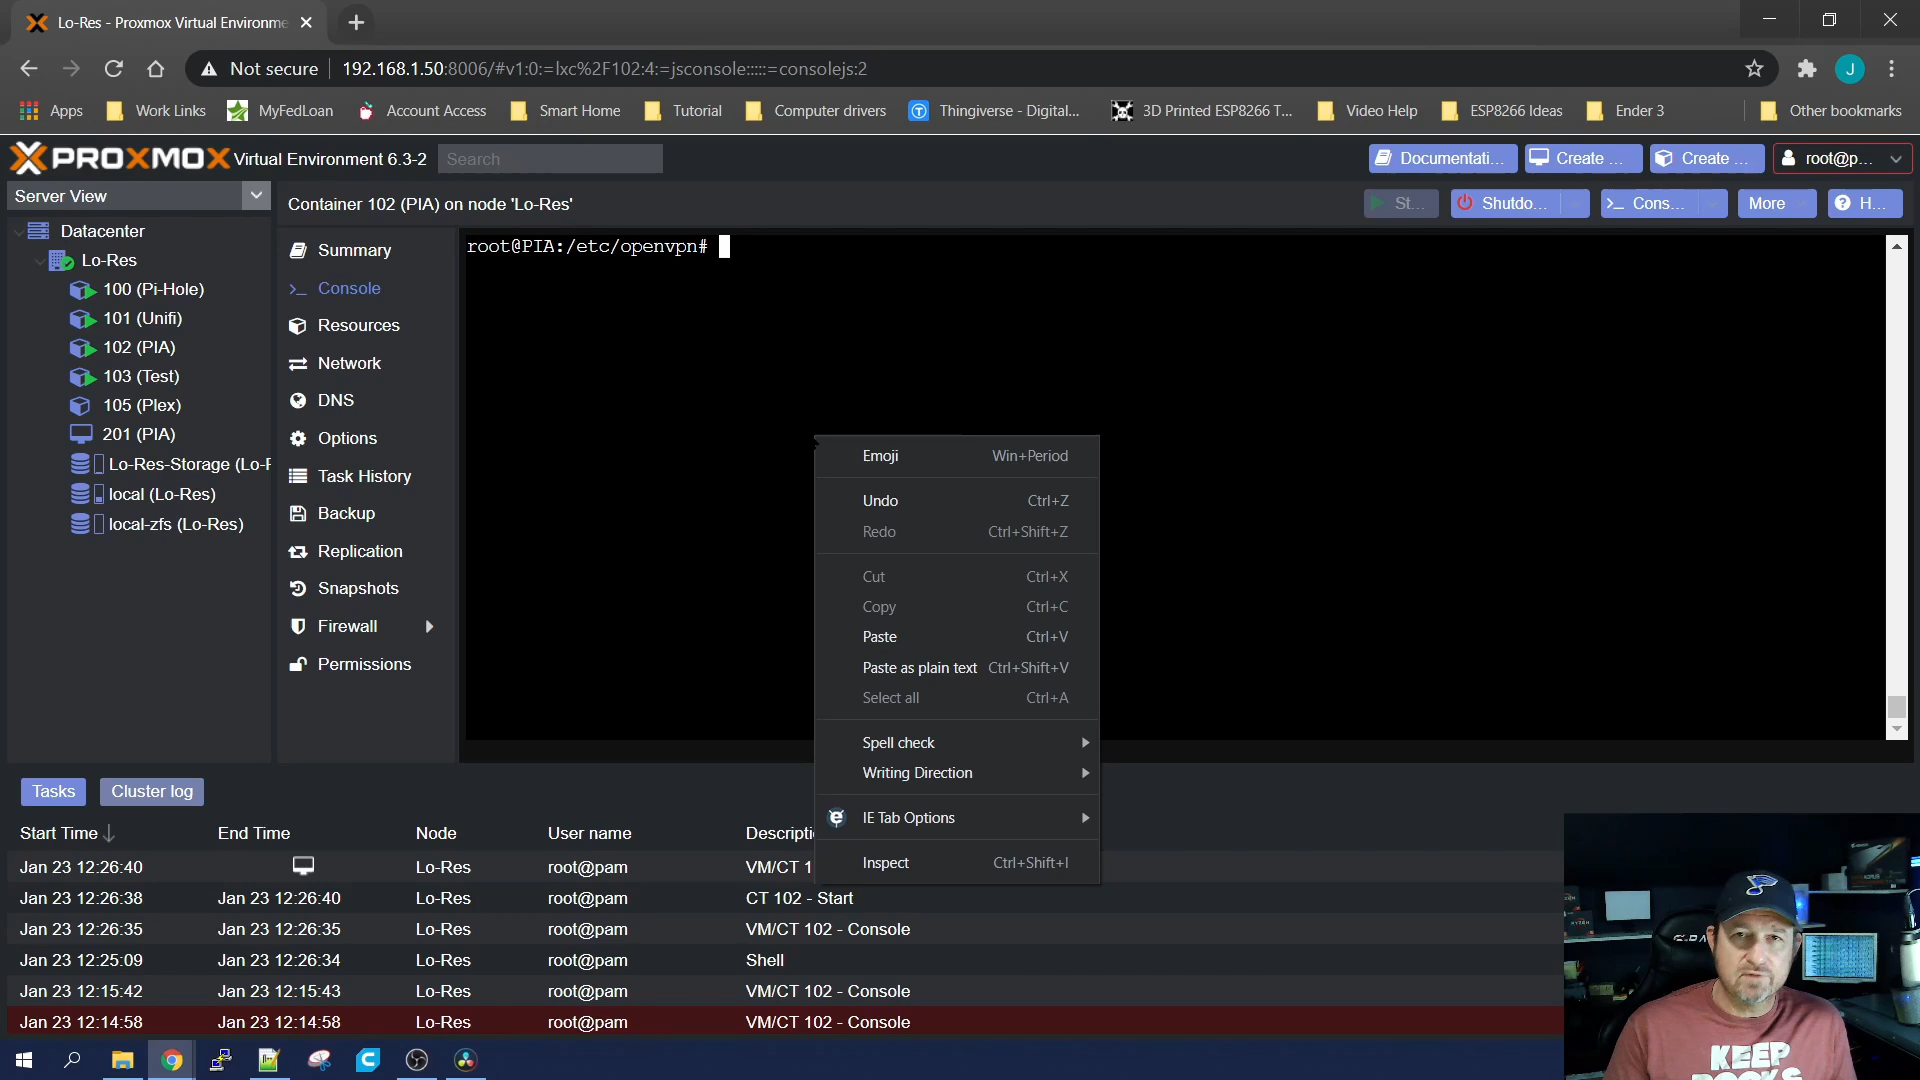 Lo-Res - Proxmox Virtual Environme
Not secure
192.168.1.50:8006/#v1:0:=lxc%2F102:4:=jsconsole:::::=consolejs:2
J
Apps
Work Links
MyFedLoan
Account Access
Smart Home
Tutorial
Computer drivers
Thingiverse - Digital...
3D Printed ESP8266 T...
Video Help
ESP8266 Ideas
Ender 3
Other bookmarks
PROXMOX Virtual Environment 6.3-2
Search
Documentati...
Create ...
Create ...
root@p...
Server View
Container 102 (PIA) on node 'Lo-Res'
St...
Shutdo...
Cons...
More
H...
Datacenter
Lo-Res
100 (Pi-Hole)
101 (Unifi)
102 (PIA)
103 (Test)
105 (Plex)
201 (PIA)
Lo-Res-Storage (Lo-R
local (Lo-Res)
local-zfs (Lo-Res)
Summary
Console
Resources
Network
DNS
Options
Task History
Backup
Replication
Snapshots
Firewall
Permissions
root@PIA:/etc/openvpn#
Emoji Win+Period
Undo Ctrl+Z
Redo Ctrl+Shift+Z
Cut Ctrl+X
Copy Ctrl+C
Paste Ctrl+V
Paste as plain text Ctrl+Shift+V
Select all Ctrl+A
Spell check
Writing Direction
IE Tab Options
Inspect Ctrl+Shift+I
Tasks
Cluster log
Start Time End Time Node User name Descripti
Jan 23 12:26:40 Lo-Res root@pam VM/CT 1
Jan 23 12:26:38 Jan 23 12:26:40 Lo-Res root@pam CT 102 - Start
Jan 23 12:26:35 Jan 23 12:26:35 Lo-Res root@pam VM/CT 102 - Console
Jan 23 12:25:09 Jan 23 12:26:34 Lo-Res root@pam Shell
Jan 23 12:15:42 Jan 23 12:15:43 Lo-Res root@pam VM/CT 102 - Console
Jan 23 12:14:58 Jan 23 12:14:58 Lo-Res root@pam VM/CT 102 - Console
KEEP